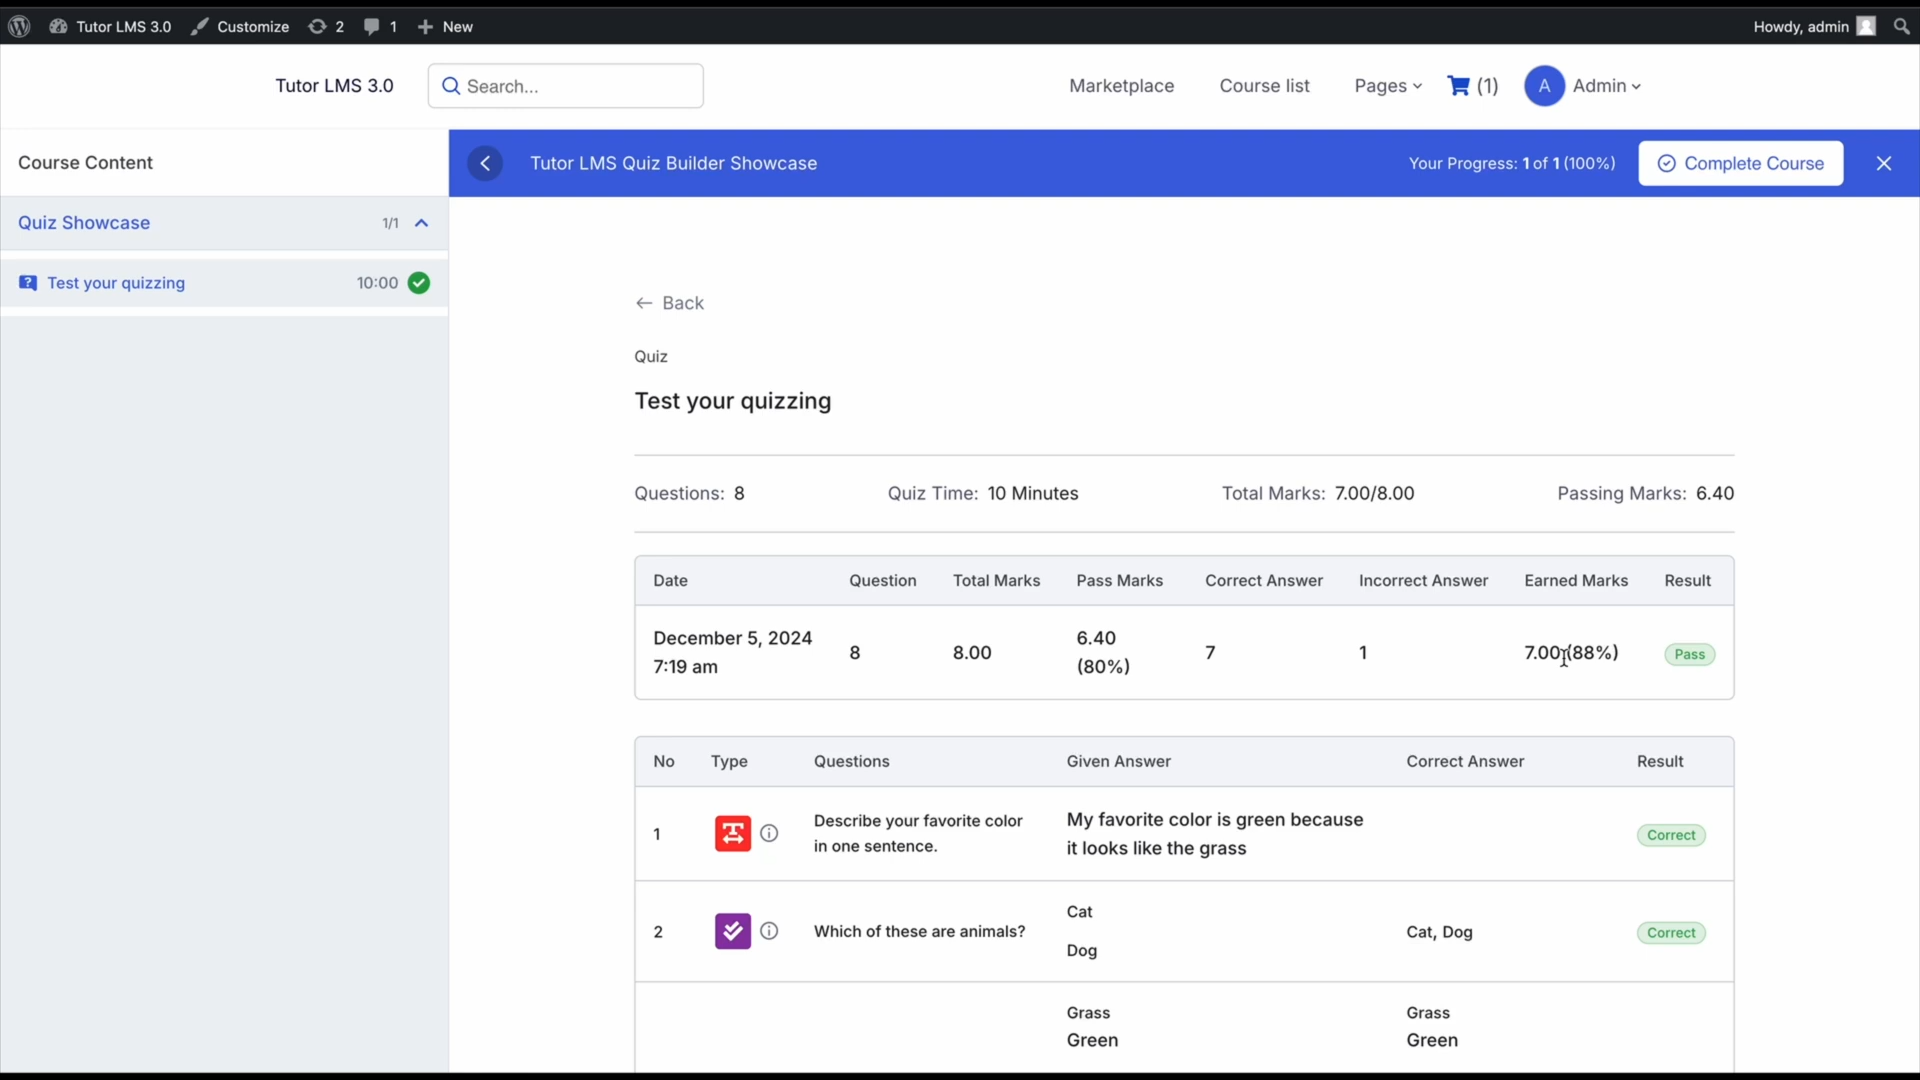 Tutor LMS 3.0 Customize 2 1 New Howdy, admin
Tutor LMS 3.0 Search... Marketplace Course list Pages (1) A Admin
Course Content
Tutor LMS Quiz Builder Showcase Your Progress: 1 of 1 (100%) Complete Course
Quiz Showcase 1/1
Test your quizzing 10:00
Back
Quiz
Test your quizzing
Questions: 8 Quiz Time: 10 Minutes Total Marks: 7.00/8.00 Passing Marks: 6.40
Date Question Total Marks Pass Marks Correct Answer Incorrect Answer Earned Marks Result
December 5, 2024
7:19 am
8 8.00
6.40
(80%)
7 1 7.00 (88%) Pass
No Type Questions Given Answer Correct Answer Result
1
Describe your favorite color
in one sentence.
My favorite color is green because
it looks like the grass
Correct
2 Which of these are animals?
Cat
Dog
Cat, Dog Correct
Grass Grass
Green Green